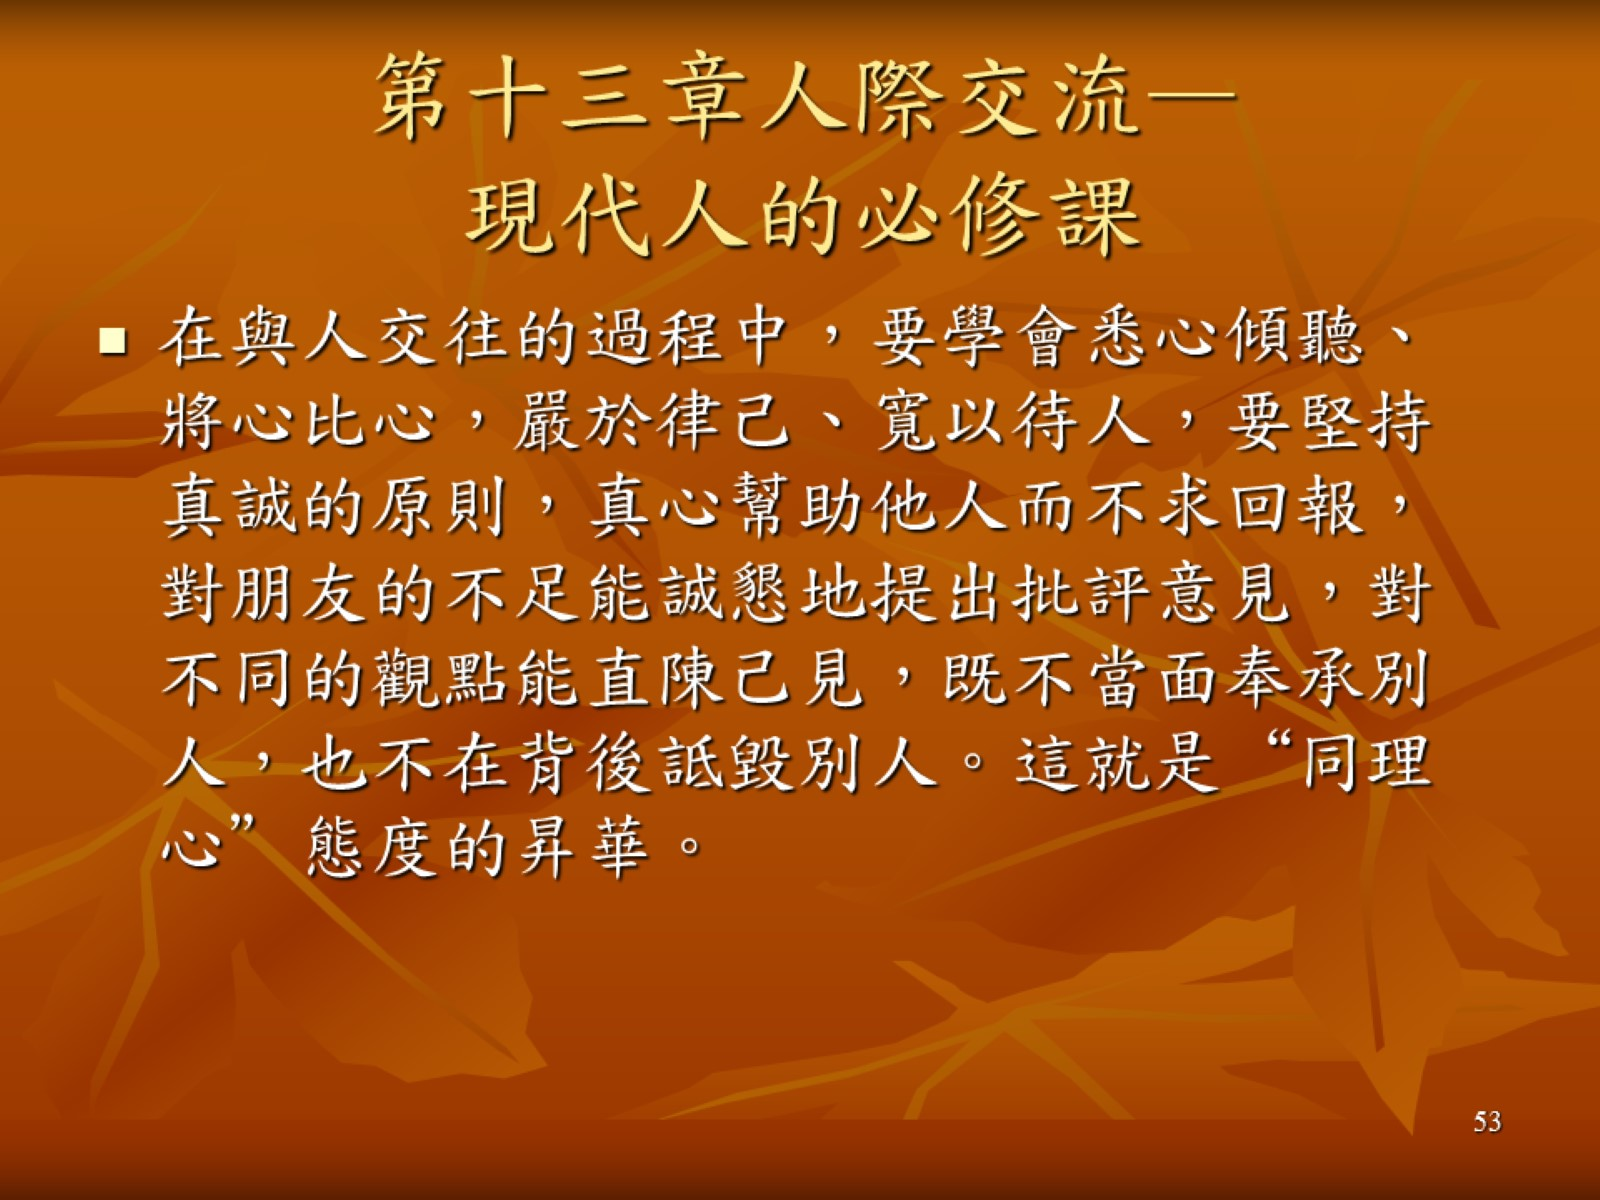 第十三章人際交流—
現代人的必修課
在與人交往的過程中，要學會悉心傾聽、
將心比心，嚴於律己、寬以待人，要堅持
真誠的原則，真心幫助他人而不求回報，
對朋友的不足能誠懇地提出批評意見，對
不同的觀點能直陳己見，既不當面奉承別
人，也不在背後詆毀別人。這就是“同理
心” 態度的昇華。
53